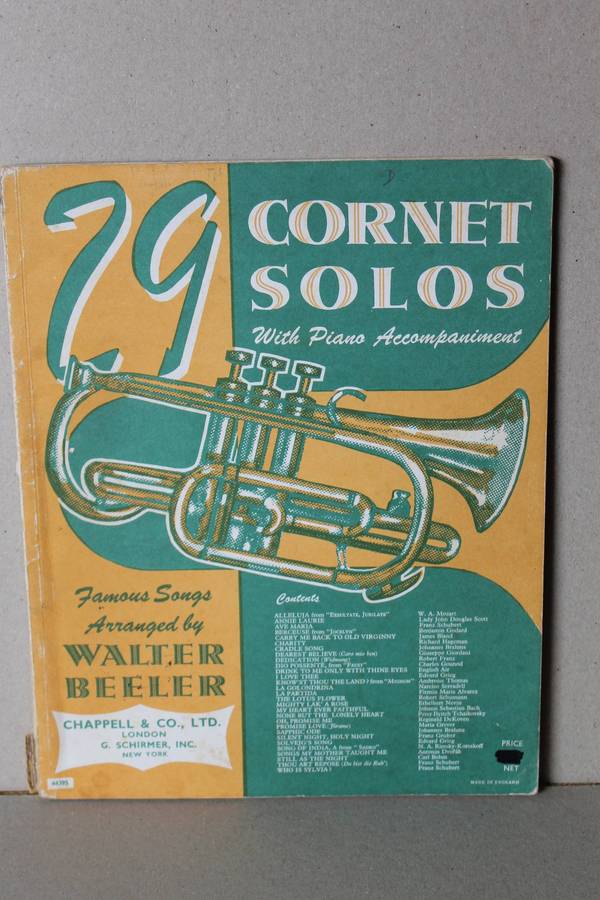 29
CORNET
SOLOS
With Piano Accompaniment
Famous Songs
Arranged by
WALTER
BEELER
CHAPPELL & CO., LTD.
LONDON
G. SCHIRMER, INC.
NEW YORK
44395
Contents
ALLELUJA from "EXSULTATE, JUBILATE" W. A. Mozart
ANNIE LAURIE Lady John Douglas Scott
AVE MARIA Franz Schubert
BERCEUSE from "JOCELYN" Benjamin Godard
CARRY ME BACK TO OLD VIRGINNY James Bland
CHARITY Richard Hageman
CRADLE SONG Johannes Brahms
DEAREST BELIEVE (Caro mio ben) Giuseppe Giordani
DEDICATION (Widmung) Robert Franz
DIO POSSENTE, from "FAUST" Charles Gounod
DRINK TO ME ONLY WITH THINE EYES English Air
I LOVE THEE Edvard Grieg
KNOW'ST THOU THE LAND? from "MIGNON" Ambroise Thomas
LA GOLONDRINA Narciso Serradell
LA PARTIDA Fermin Maria Alvarez
THE LOTUS FLOWER Robert Schumann
MIGHTY LAK' A ROSE Ethelbert Nevin
MY HEART EVER FAITHFUL Johann Sebastian Bach
NONE BUT THE LONELY HEART Peter Ilyitch Tchaikovsky
OH, PROMISE ME Reginald DeKoven
PROMISE LOVE Maria Grever
SAPPHIC ODE Johannes Brahms
SILENT NIGHT, HOLY NIGHT Franz Gruber
SOLVEJG'S SONG Edvard Grieg
SONG OF INDIA, A from "SADKO" N. A. Rimsky-Korsakoff
SONGS MY MOTHER TAUGHT ME Antonin Dvořák
STILL AS THE NIGHT Carl Bohm
THOU ART REPOSE (Du bist die Ruh') Franz Schubert
WHO IS SYLVIA? Franz Schubert
PRICE
NET
MADE IN ENGLAND